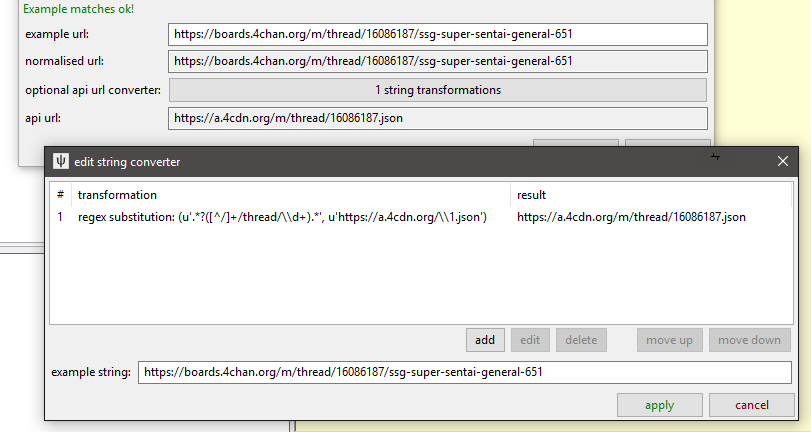 Example matches ok!
example url: https://boards.4chan.org/m/thread/16086187/ssg-super-sentai-general-651
normalised url: https://boards.4chan.org/m/thread/16086187/ssg-super-sentai-general-651
optional api url converter: 1 string transformations
api url: https://a.4cdn.org/m/thread/16086187.json
ψ edit string converter
# transformation result
1 regex substitution: (u'.*?([^/]+/thread/\\d+).*', u'https://a.4cdn.org/\\1.json') https://a.4cdn.org/m/thread/16086187.json
add edit delete move up move down
example string: https://boards.4chan.org/m/thread/16086187/ssg-super-sentai-general-651
apply cancel